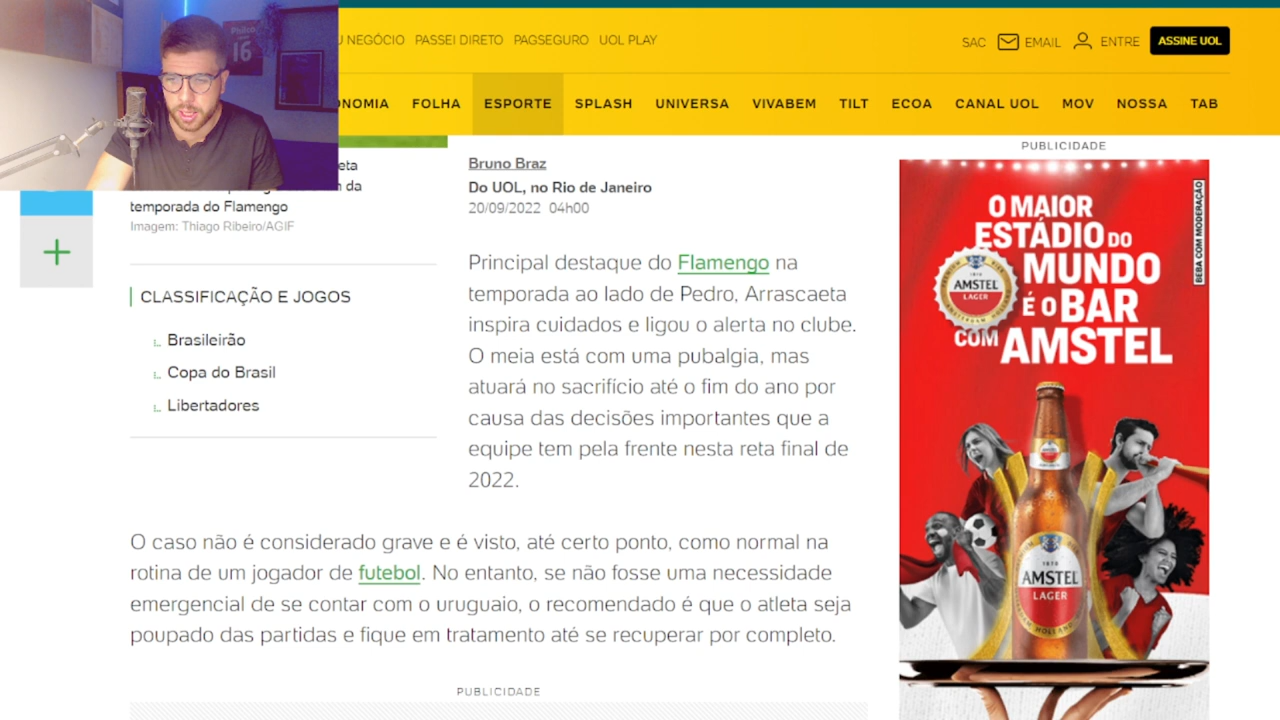 Philco
16
U NEGÓCIO PASSEI DIRETO PAGSEGURO UOL PLAY
SAC EMAIL ENTRE ASSINE UOL
ONOMIA FOLHA ESPORTE SPLASH UNIVERSA VIVABEM TILT ECOA CANAL UOL MOV NOSSA TAB
eta
da
temporada do Flamengo
Imagem: Thiago Ribeiro/AGIF
CLASSIFICAÇÃO E JOGOS
Brasileirão
Copa do Brasil
Libertadores
Bruno Braz
Do UOL, no Rio de Janeiro
20/09/2022 04h00
Principal destaque do Flamengo na
temporada ao lado de Pedro, Arrascaeta
inspira cuidados e ligou o alerta no clube.
O meia está com uma pubalgia, mas
atuará no sacrifício até o fim do ano por
causa das decisões importantes que a
equipe tem pela frente nesta reta final de
2022.
O caso não é considerado grave e é visto, até certo ponto, como normal na
rotina de um jogador de futebol. No entanto, se não fosse uma necessidade
emergencial de se contar com o uruguaio, o recomendado é que o atleta seja
poupado das partidas e fique em tratamento até se recuperar por completo.
PUBLICIDADE
PUBLICIDADE
BEBA COM MODERAÇÃO
O MAIOR
ESTÁDIO DO
MUNDO
É O BAR
COM AMSTEL
AMSTEL
LAGER
1870
AMSTEL
LAGER